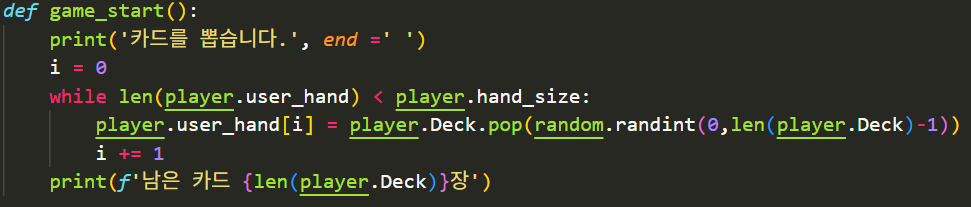 def game_start():
    print('카드를 뽑습니다.', end =' ')
    i = 0
    while len(player.user_hand) < player.hand_size:
        player.user_hand[i] = player.Deck.pop(random.randint(0,len(player.Deck)-1))
        i += 1
    print(f'남은 카드 {len(player.Deck)}장')